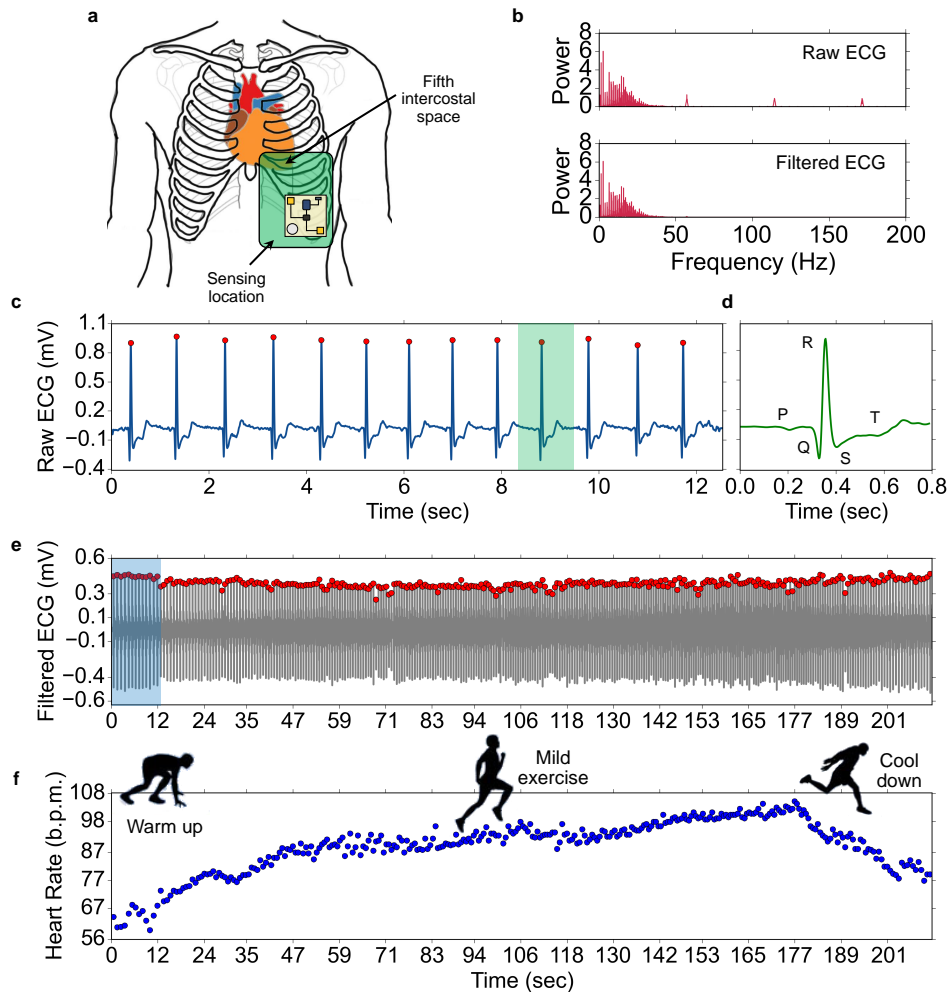 a
Fifth
intercostal
space
Sensing
location
b
Power
8
6
4
2
0
Raw ECG
Power
8
6
4
2
0
Filtered ECG
0 50 100 150 200
Frequency (Hz)
c
Raw ECG (mV)
1.1
0.8
0.5
0.2
−0.1
−0.4
0 2 4 6 8 10 12
Time (sec)
d
R
P
T
Q
S
0.0 0.2 0.4 0.6 0.8
Time (sec)
e
Filtered ECG (mV)
0.6
0.3
0.1
−0.1
−0.4
−0.6
0 12 24 35 47 59 71 83 94 106 118 130 142 153 165 177 189 201
f
Warm up
Mild
exercise
Cool
down
Heart Rate (b.p.m.)
108
98
87
77
67
56
0 12 24 35 47 59 71 83 94 106 118 130 142 153 165 177 189 201
Time (sec)